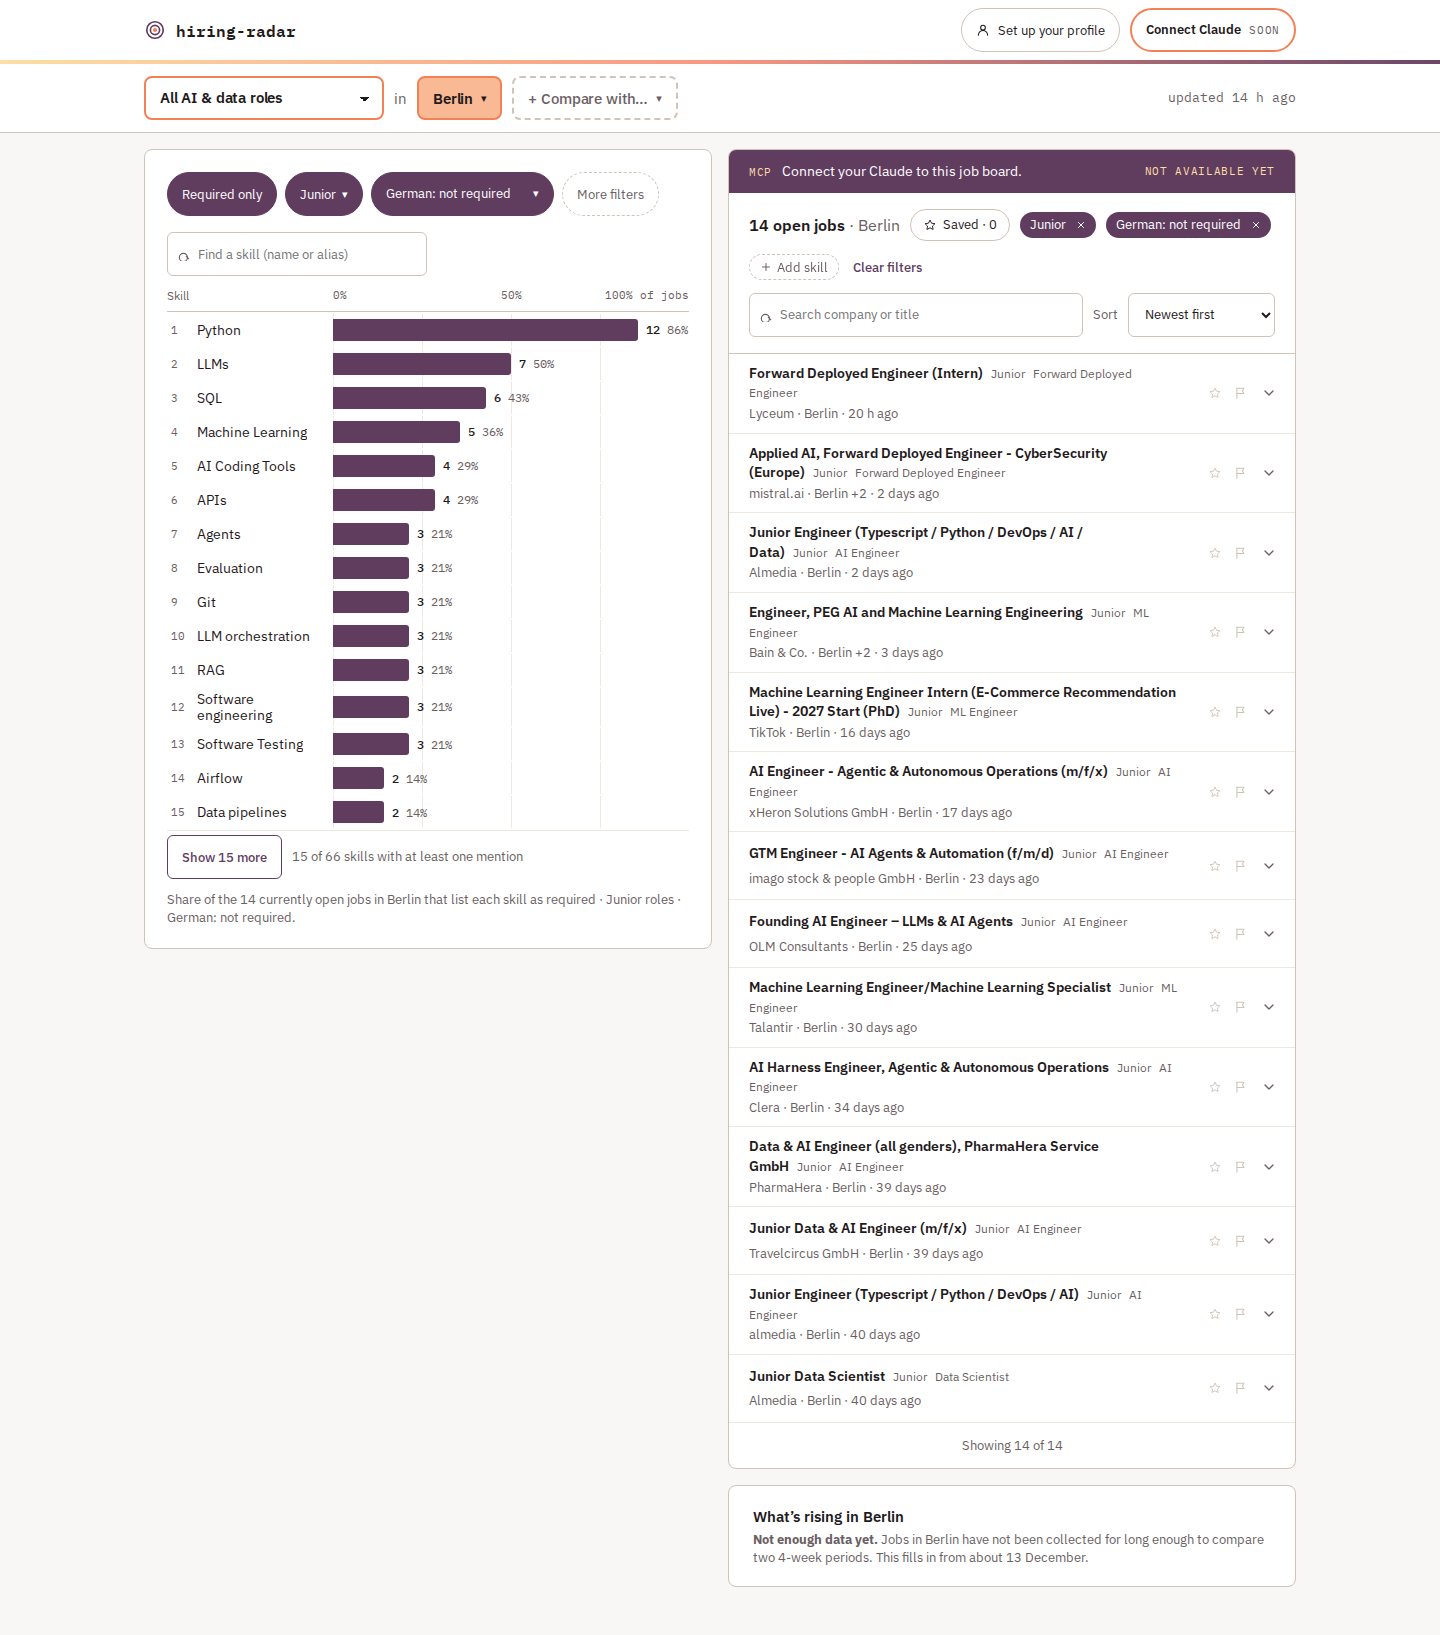 hiring-radar
Set up your profile
Connect Claude SOON
All AI & data roles
in
Berlin ▾
+ Compare with... ▾
updated 14 h ago
Required only
Junior ▾
German: not required ▾
More filters
Find a skill (name or alias)
Skill 0% 50% 100% of jobs
1 Python 12 86%
2 LLMs 7 50%
3 SQL 6 43%
4 Machine Learning 5 36%
5 AI Coding Tools 4 29%
6 APIs 4 29%
7 Agents 3 21%
8 Evaluation 3 21%
9 Git 3 21%
10 LLM orchestration 3 21%
11 RAG 3 21%
12 Software
engineering 3 21%
13 Software Testing 3 21%
14 Airflow 2 14%
15 Data pipelines 2 14%
Show 15 more
15 of 66 skills with at least one mention
Share of the 14 currently open jobs in Berlin that list each skill as required · Junior roles ·
German: not required.
MCP Connect your Claude to this job board. NOT AVAILABLE YET
14 open jobs · Berlin
Saved · 0
Junior ×
German: not required ×
+ Add skill
Clear filters
Search company or title
Sort
Newest first
Forward Deployed Engineer (Intern) Junior Forward Deployed
Engineer
Lyceum · Berlin · 20 h ago
Applied AI, Forward Deployed Engineer - CyberSecurity
(Europe) Junior Forward Deployed Engineer
mistral.ai · Berlin +2 · 2 days ago
Junior Engineer (Typescript / Python / DevOps / AI /
Data) Junior AI Engineer
Almedia · Berlin · 2 days ago
Engineer, PEG AI and Machine Learning Engineering Junior ML
Engineer
Bain & Co. · Berlin +2 · 3 days ago
Machine Learning Engineer Intern (E-Commerce Recommendation
Live) - 2027 Start (PhD) Junior ML Engineer
TikTok · Berlin · 16 days ago
AI Engineer - Agentic & Autonomous Operations (m/f/x) Junior AI
Engineer
xHeron Solutions GmbH · Berlin · 17 days ago
GTM Engineer - AI Agents & Automation (f/m/d) Junior AI Engineer
imago stock & people GmbH · Berlin · 23 days ago
Founding AI Engineer – LLMs & AI Agents Junior AI Engineer
OLM Consultants · Berlin · 25 days ago
Machine Learning Engineer/Machine Learning Specialist Junior ML
Engineer
Talantir · Berlin · 30 days ago
AI Harness Engineer, Agentic & Autonomous Operations Junior AI
Engineer
Clera · Berlin · 34 days ago
Data & AI Engineer (all genders), PharmaHera Service
GmbH Junior AI Engineer
PharmaHera · Berlin · 39 days ago
Junior Data & AI Engineer (m/f/x) Junior AI Engineer
Travelcircus GmbH · Berlin · 39 days ago
Junior Engineer (Typescript / Python / DevOps / AI) Junior AI
Engineer
almedia · Berlin · 40 days ago
Junior Data Scientist Junior Data Scientist
Almedia · Berlin · 40 days ago
Showing 14 of 14
What’s rising in Berlin
Not enough data yet. Jobs in Berlin have not been collected for long enough to compare
two 4-week periods. This fills in from about 13 December.